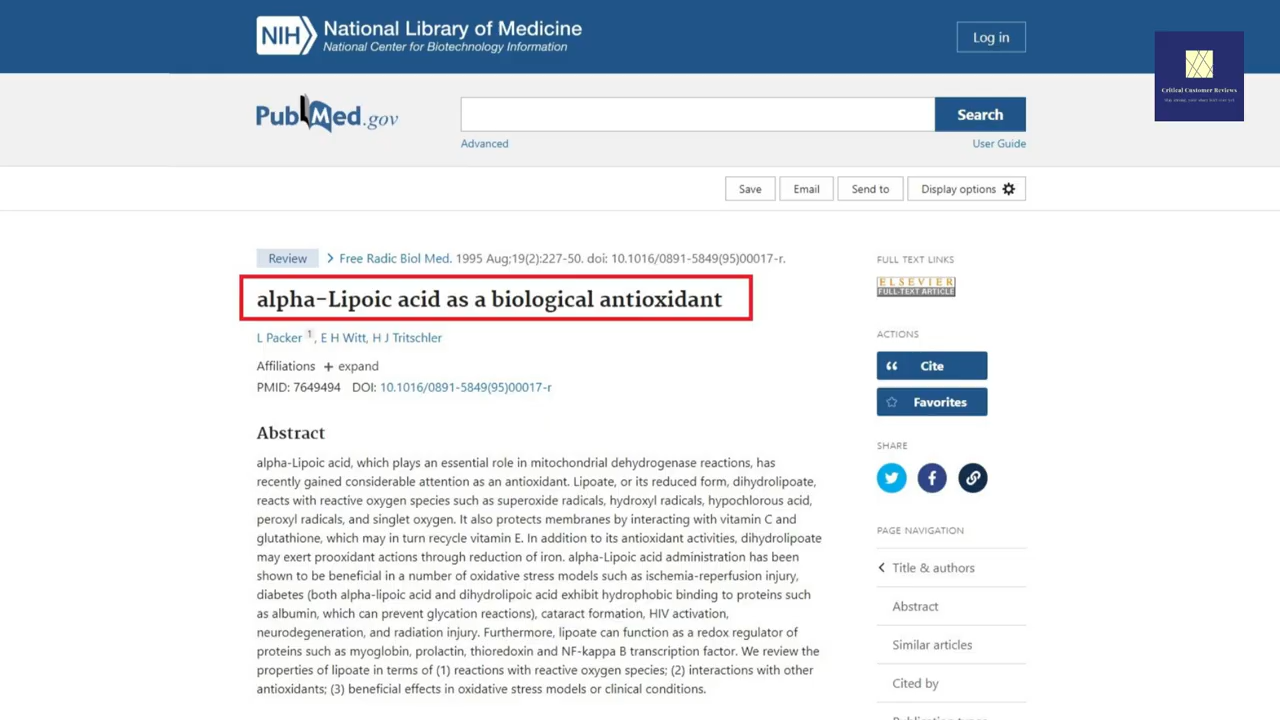 NIH National Library of Medicine
National Center for Biotechnology Information
Log in
Critical Customer Reviews
PubMed.gov
Search
Advanced
User Guide
Save
Email
Send to
Display options
Review
Free Radic Biol Med. 1995 Aug;19(2):227-50. doi: 10.1016/0891-5849(95)00017-r.
alpha-Lipoic acid as a biological antioxidant
L Packer 1, E H Witt, H J Tritschler
Affiliations + expand
PMID: 7649494 DOI: 10.1016/0891-5849(95)00017-r
Abstract
alpha-Lipoic acid, which plays an essential role in mitochondrial dehydrogenase reactions, has
recently gained considerable attention as an antioxidant. Lipoate, or its reduced form, dihydrolipoate,
reacts with reactive oxygen species such as superoxide radicals, hydroxyl radicals, hypochlorous acid,
peroxyl radicals, and singlet oxygen. It also protects membranes by interacting with vitamin C and
glutathione, which may in turn recycle vitamin E. In addition to its antioxidant activities, dihydrolipoate
may exert prooxidant actions through reduction of iron. alpha-Lipoic acid administration has been
shown to be beneficial in a number of oxidative stress models such as ischemia-reperfusion injury,
diabetes (both alpha-lipoic acid and dihydrolipoic acid exhibit hydrophobic binding to proteins such
as albumin, which can prevent glycation reactions), cataract formation, HIV activation,
neurodegeneration, and radiation injury. Furthermore, lipoate can function as a redox regulator of
proteins such as myoglobin, prolactin, thioredoxin and NF-kappa B transcription factor. We review the
properties of lipoate in terms of (1) reactions with reactive oxygen species; (2) interactions with other
antioxidants; (3) beneficial effects in oxidative stress models or clinical conditions.
FULL TEXT LINKS
ELSEVIER
FULL-TEXT ARTICLE
ACTIONS
Cite
Favorites
SHARE
PAGE NAVIGATION
Title & authors
Abstract
Similar articles
Cited by